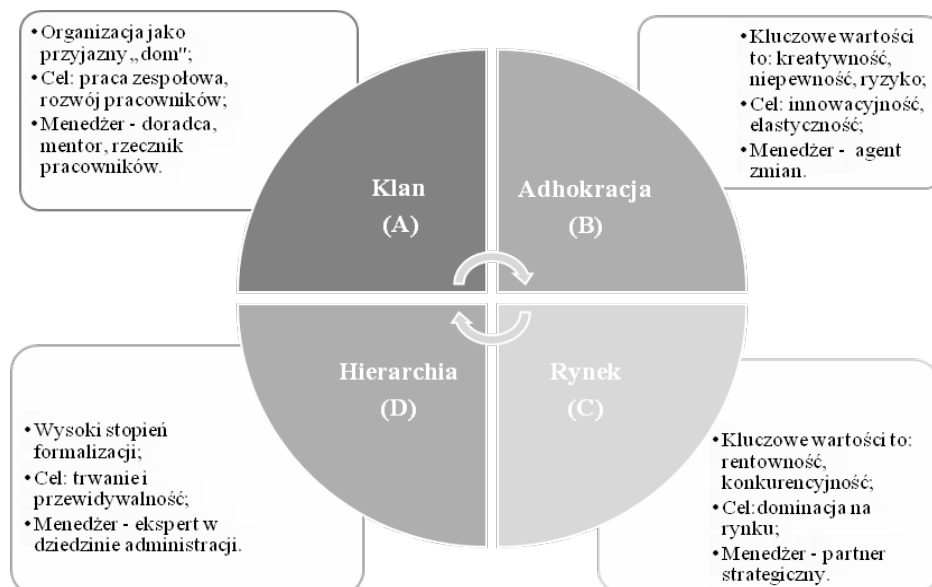 • Organizacja jako
przyjazny „dom";
• Cel: praca zespołowa,
rozwój pracowników;
• Menedżer - doradca,
mentor, rzecznik
pracowników.
• Kluczowe wartości
to: kreatywność,
niepewność, ryzyko;
• Cel: innowacyjność,
elastyczność;
• Menedżer - agent
zmian.
Klan
(A)
Adhokracja
(B)
Hierarchia
(D)
Rynek
(C)
• Wysoki stopień
formalizacji;
• Cel: trwanie i
przewidywalność;
• Menedżer - ekspert w
dziedzinie administracji.
• Kluczowe wartości to:
rentowność,
konkurencyjność;
• Cel:dominacja na
rynku;
• Menedżer - partner
strategiczny.